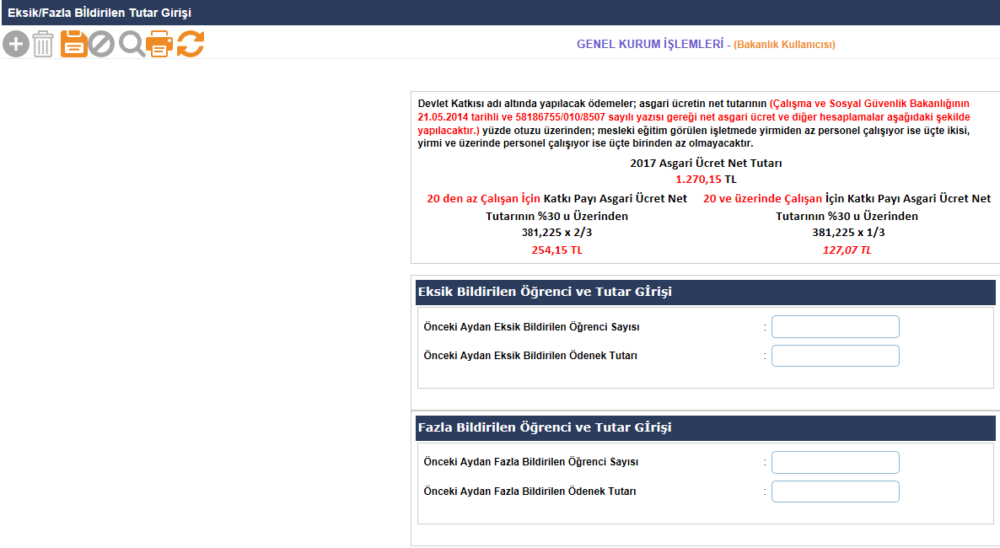 Eksik/Fazla Bİldirilen Tutar Girişi
GENEL KURUM İŞLEMLERİ - (Bakanlık Kullanıcısı)
Devlet Katkısı adı altında yapılacak ödemeler; asgari ücretin net tutarının (Çalışma ve Sosyal Güvenlik Bakanlığının
21.05.2014 tarihli ve 58186755/010/8507 sayılı yazısı gereği net asgari ücret ve diğer hesaplamalar aşağıdaki şekilde
yapılacaktır.) yüzde otuzu üzerinden; mesleki eğitim görülen işletmede yirmiden az personel çalışıyor ise üçte ikisi,
yirmi ve üzerinde personel çalışıyor ise üçte birinden az olmayacaktır.
2017 Asgari Ücret Net Tutarı
1.270,15 TL
20 den az Çalışan İçin Katkı Payı Asgari Ücret Net
Tutarının %30 u Üzerinden
381,225 x 2/3
254,15 TL
20 ve üzerinde Çalışan İçin Katkı Payı Asgari Ücret Net
Tutarının %30 u Üzerinden
381,225 x 1/3
127,07 TL
Eksik Bildirilen Öğrenci ve Tutar Gİrişi
Önceki Aydan Eksik Bildirilen Öğrenci Sayısı :
Önceki Aydan Eksik Bildirilen Ödenek Tutarı :
Fazla Bildirilen Öğrenci ve Tutar Gİrişi
Önceki Aydan Fazla Bildirilen Öğrenci Sayısı :
Önceki Aydan Fazla Bildirilen Ödenek Tutarı :